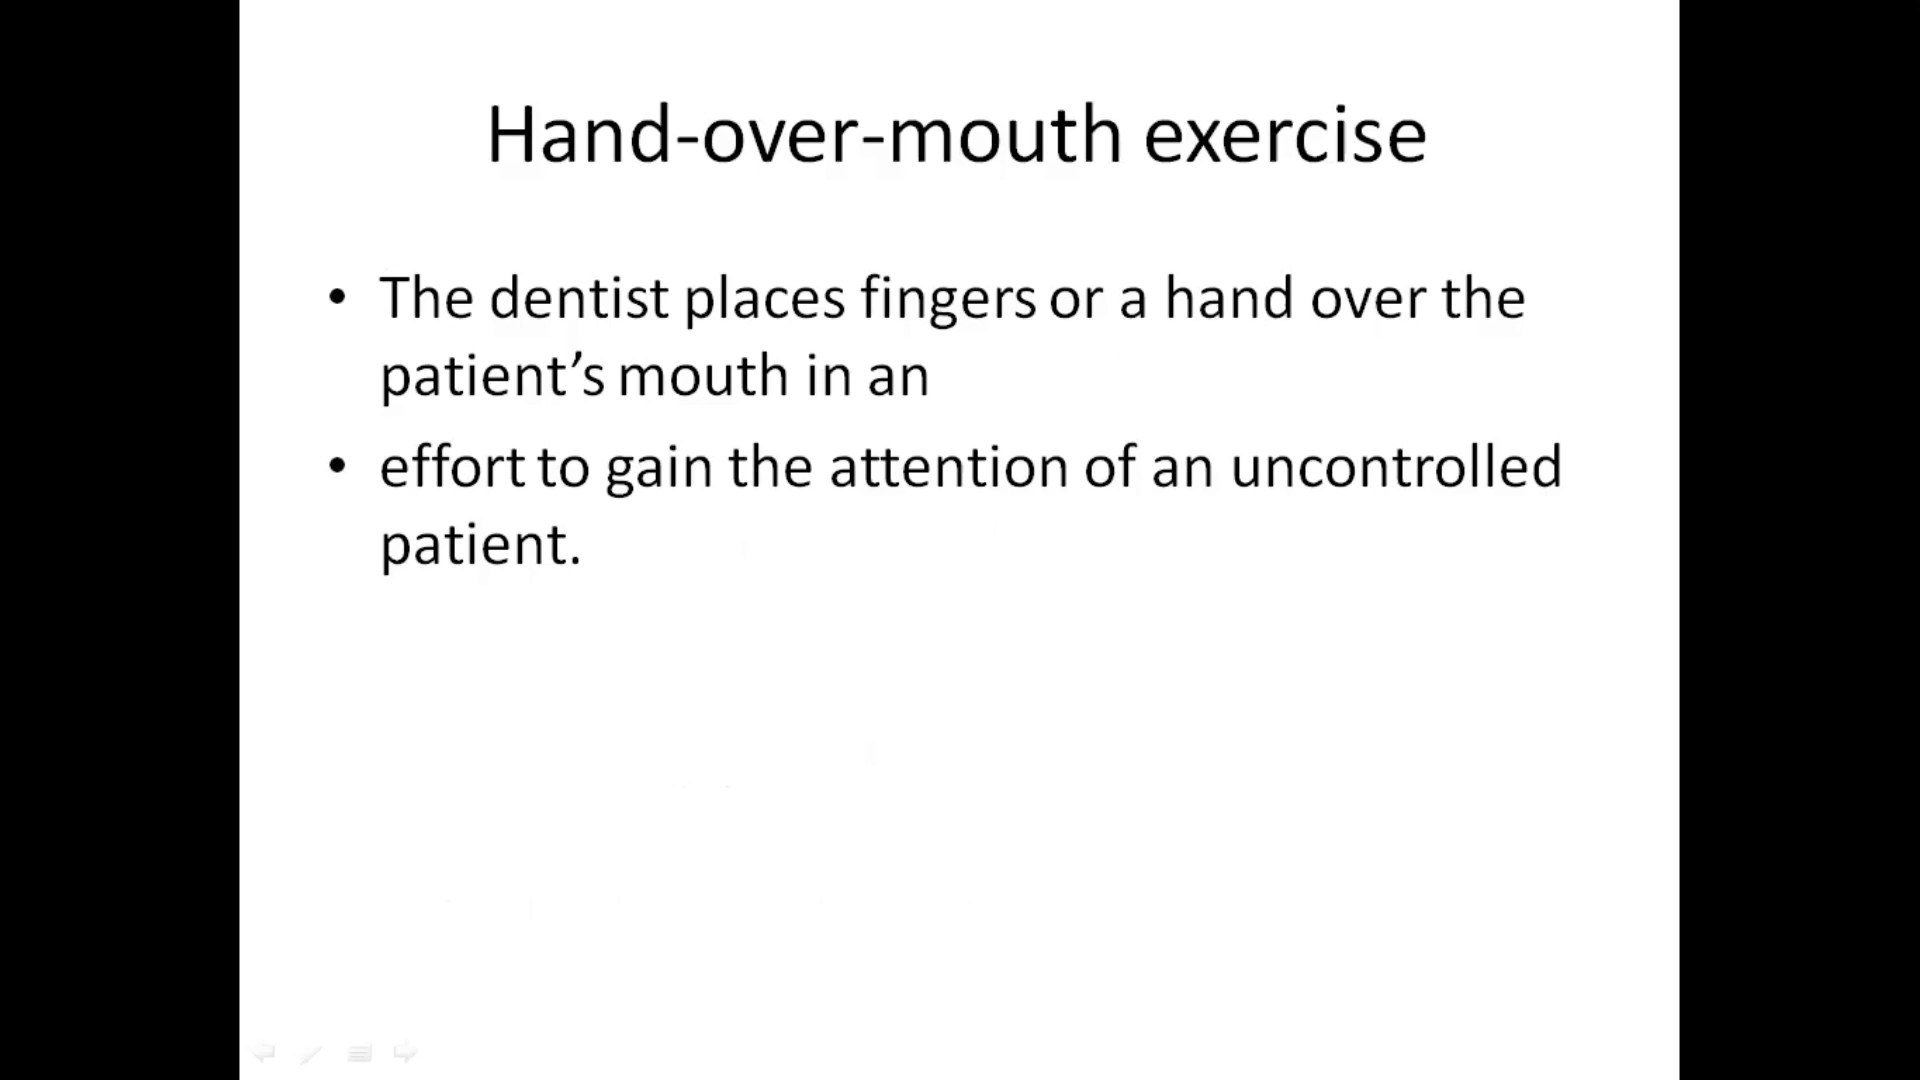 Hand-over-mouth exercise
• The dentist places fingers or a hand over the
patient’s mouth in an
• effort to gain the attention of an uncontrolled
patient.